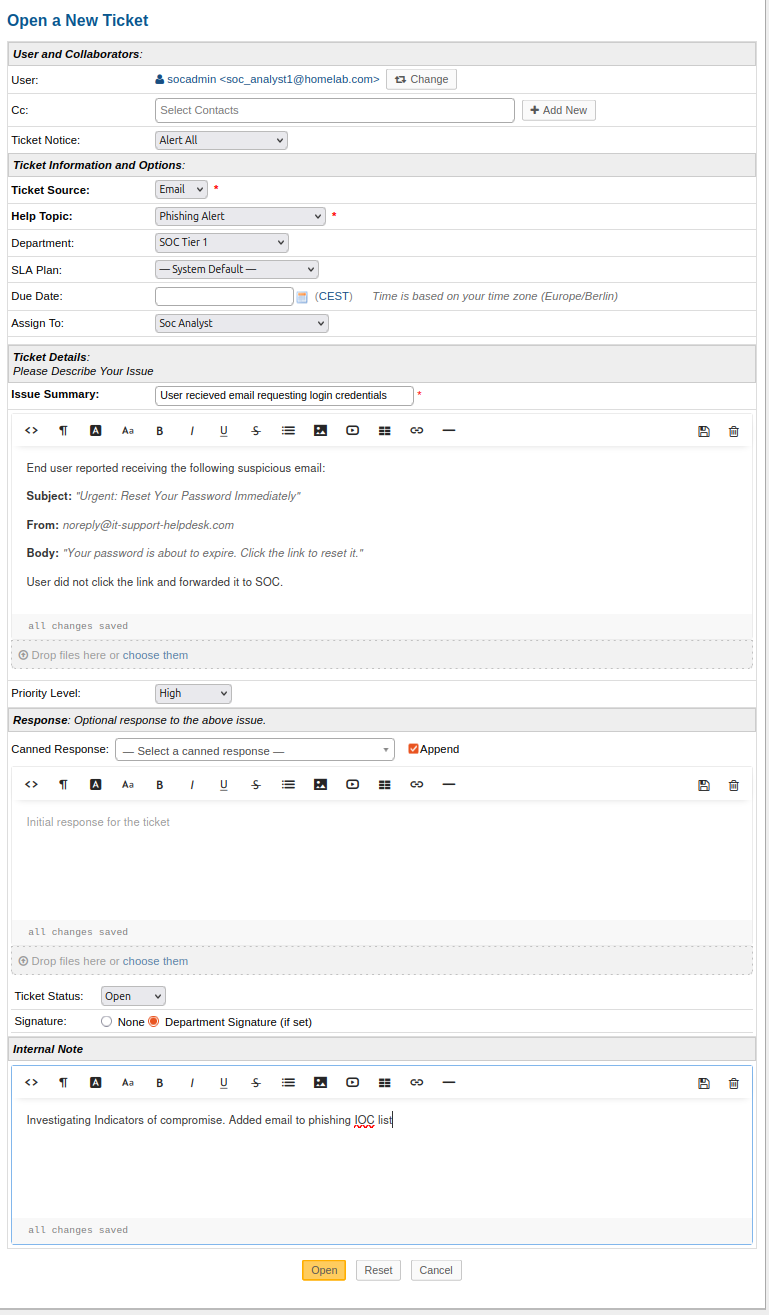 Open a New Ticket
User and Collaborators:
User: socadmin <soc_analyst1@homelab.com> Change
Cc: Select Contacts Add New
Ticket Notice: Alert All
Ticket Information and Options:
Ticket Source: Email *
Help Topic: Phishing Alert *
Department: SOC Tier 1
SLA Plan: — System Default —
Due Date: (CEST) Time is based on your time zone (Europe/Berlin)
Assign To: Soc Analyst
Ticket Details:
Please Describe Your Issue
Issue Summary: User recieved email requesting login credentials *
<> ¶ A Aa B I U S
End user reported receiving the following suspicious email:
Subject: "Urgent: Reset Your Password Immediately"
From: noreply@it-support-helpdesk.com
Body: "Your password is about to expire. Click the link to reset it."
User did not click the link and forwarded it to SOC.
all changes saved
Drop files here or choose them
Priority Level: High
Response: Optional response to the above issue.
Canned Response: — Select a canned response — Append
<> ¶ A Aa B I U S
Initial response for the ticket
all changes saved
Drop files here or choose them
Ticket Status: Open
Signature: None Department Signature (if set)
Internal Note
<> ¶ A Aa B I U S
Investigating Indicators of compromise. Added email to phishing IOC list
all changes saved
Open Reset Cancel